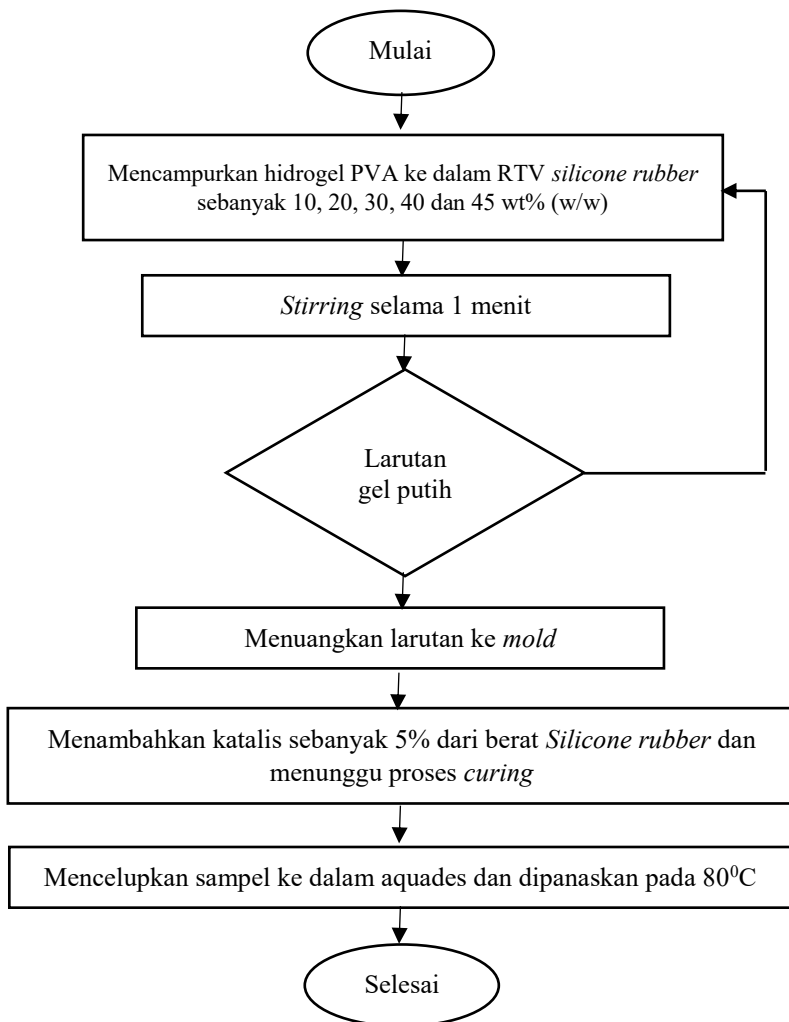 Mulai
Mencampurkan hidrogel PVA ke dalam RTV silicone rubber
sebanyak 10, 20, 30, 40 dan 45 wt% (w/w)
Stirring selama 1 menit
Larutan
gel putih
Menuangkan larutan ke mold
Menambahkan katalis sebanyak 5% dari berat Silicone rubber dan
menunggu proses curing
Mencelupkan sampel ke dalam aquades dan dipanaskan pada 80⁰C
Selesai